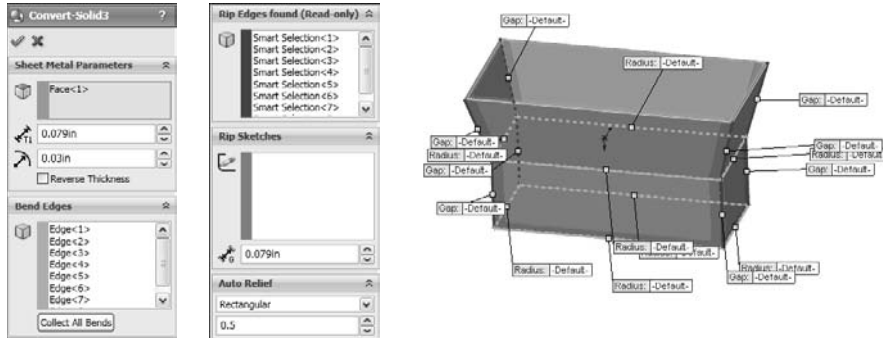 Convert-Solid3 ?
Sheet Metal Parameters
Face<1>
0.079in
0.03in
Reverse Thickness
Bend Edges
Edge<1>
Edge<2>
Edge<3>
Edge<4>
Edge<5>
Edge<6>
Edge<7>
Collect All Bends
Rip Edges found (Read-only)
Smart Selection<1>
Smart Selection<2>
Smart Selection<3>
Smart Selection<4>
Smart Selection<5>
Smart Selection<6>
Smart Selection<7>
Rip Sketches
0.079in
Auto Relief
Rectangular
0.5
Gap: -Default-
Radius: -Default-
Gap: -Default-
Gap: -Default-
Radius: -Default-
Gap: -Default-
Gap: -Default-
Gap: -Default-
Radius: -Default-
Gap: -Default-
Radius: -Default-
Radius: -Default-
Radius: -Default-
Gap: -Default-
Radius: -Default-